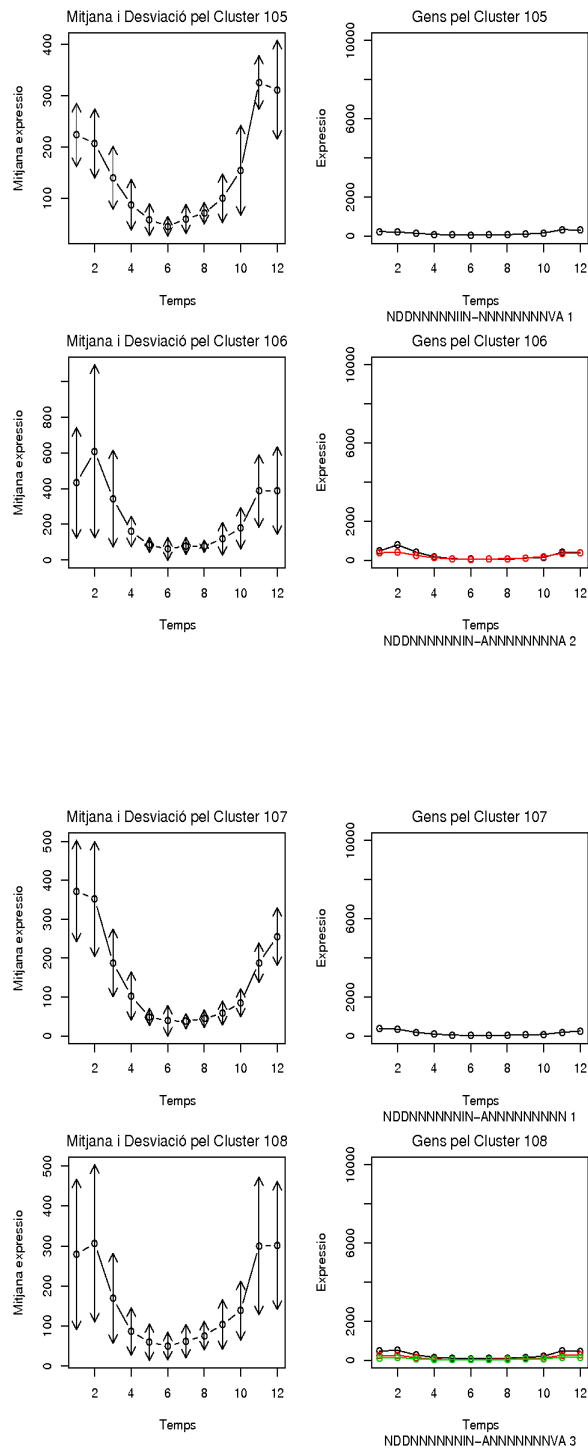 Mitjana i Desviació pel Cluster 105
Mitjana expressio
400
300
200
100
2 4 6 8 10 12
Temps
Gens pel Cluster 105
Expressio
10000
6000
2000
0
2 4 6 8 10 12
Temps
NDDNNNNNIIN−NNNNNNNNVA 1
Mitjana i Desviació pel Cluster 106
Mitjana expressio
800
600
400
200
0
2 4 6 8 10 12
Temps
Gens pel Cluster 106
Expressio
10000
6000
2000
0
2 4 6 8 10 12
Temps
NDDNNNNNNIN−ANNNNNNNNA 2
Mitjana i Desviació pel Cluster 107
Mitjana expressio
500
400
300
200
100
0
2 4 6 8 10 12
Temps
Gens pel Cluster 107
Expressio
10000
6000
2000
0
2 4 6 8 10 12
Temps
NDDNNNNNNIN−ANNNNNNNNN 1
Mitjana i Desviació pel Cluster 108
Mitjana expressio
500
400
300
200
100
0
2 4 6 8 10 12
Temps
Gens pel Cluster 108
Expressio
10000
6000
2000
0
2 4 6 8 10 12
Temps
NDDNNNNNNIN−ANNNNNNNVA 3